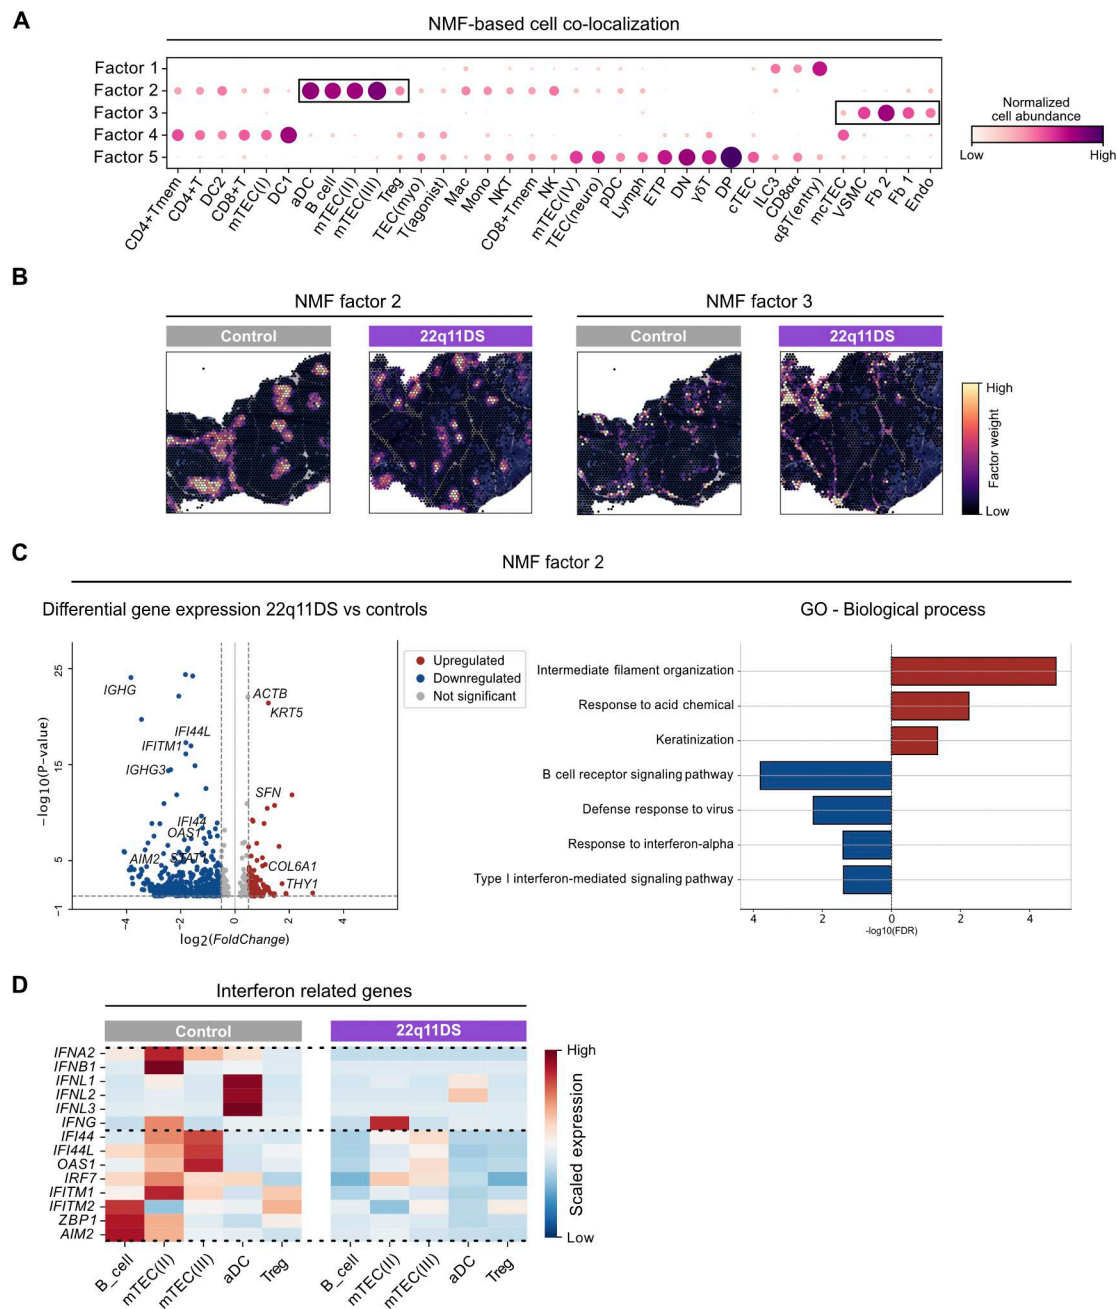 A
NMF-based cell co-localization
Factor 1
Factor 2
Factor 3
Factor 4
Factor 5
CD4+Tmem
CD4+T
DC2
CD8+T
mTEC(I)
DC1
aDC
B cell
mTEC(II)
mTEC(III)
Treg
TEC(myo)
T(agonist)
Mac
Mono
NKT
CD8+Tmem
NK
mTEC(IV)
TEC(neuro)
pDC
Lymph
ETP
DN
γδT
DP
cTEC
ILC3
CD8αα
αβT(entry)
mcTEC
VSMC
Fb 2
Fb 1
Endo
Normalized
cell abundance
Low High
B
NMF factor 2
NMF factor 3
Control
22q11DS
Control
22q11DS
High
Factor weight
Low
C
NMF factor 2
Differential gene expression 22q11DS vs controls
25
15
5
−1
−log10(P-value)
−4 −2 0 2 4
log2(FoldChange)
IGHG
ACTB
KRT5
IFI44L
IFITM1
IGHG3
SFN
IFI44
OAS1
AIM2
STAT1
COL6A1
THY1
Upregulated
Downregulated
Not significant
GO - Biological process
Intermediate filament organization
Response to acid chemical
Keratinization
B cell receptor signaling pathway
Defense response to virus
Response to interferon-alpha
Type I interferon-mediated signaling pathway
4 2 0 2 4
-log10(FDR)
D
Interferon related genes
Control
22q11DS
IFNA2
IFNB1
IFNL1
IFNL2
IFNL3
IFNG
IFI44
IFI44L
OAS1
IRF7
IFITM1
IFITM2
ZBP1
AIM2
B_cell
mTEC(II)
mTEC(III)
aDC
Treg
B_cell
mTEC(II)
mTEC(III)
aDC
Treg
High
Scaled expression
Low